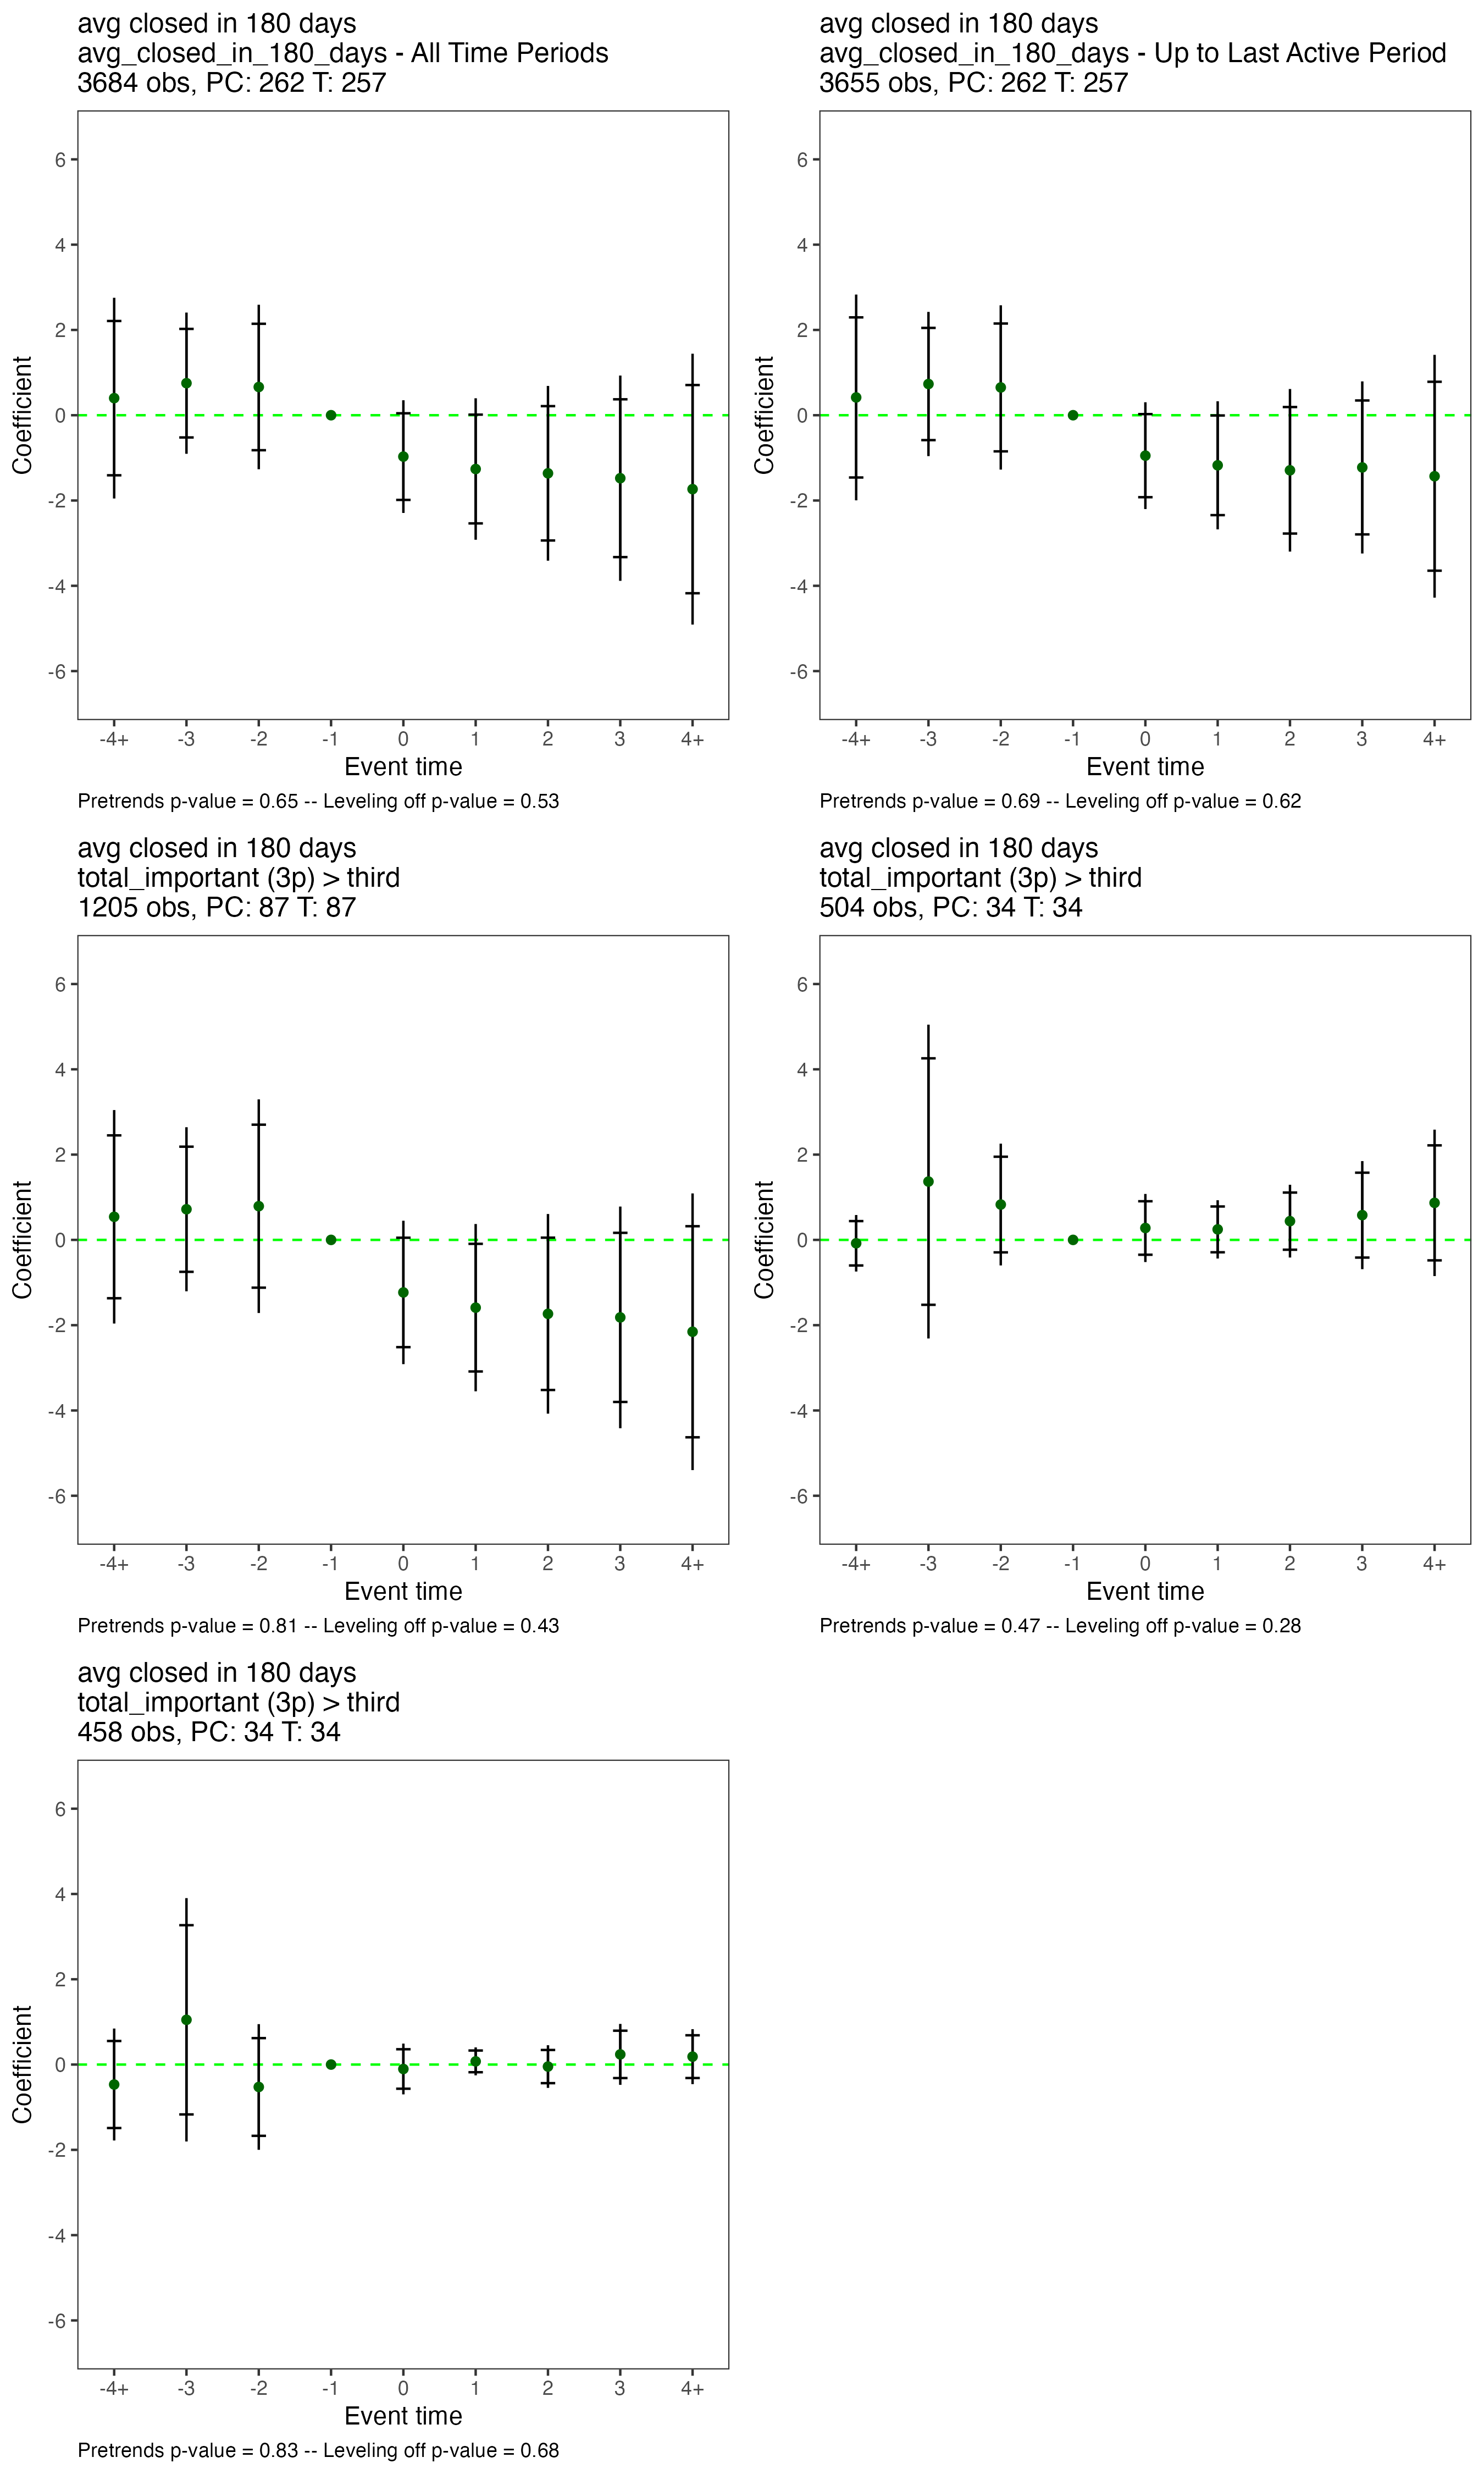 avg closed in 180 days
avg_closed_in_180_days - All Time Periods
3684 obs, PC: 262 T: 257
Coefficient
6
4
2
0
-2
-4
-6
-4+ -3 -2 -1 0 1 2 3 4+
Event time
Pretrends p-value = 0.65 -- Leveling off p-value = 0.53
avg closed in 180 days
avg_closed_in_180_days - Up to Last Active Period
3655 obs, PC: 262 T: 257
Coefficient
6
4
2
0
-2
-4
-6
-4+ -3 -2 -1 0 1 2 3 4+
Event time
Pretrends p-value = 0.69 -- Leveling off p-value = 0.62
avg closed in 180 days
total_important (3p) > third
1205 obs, PC: 87 T: 87
Coefficient
6
4
2
0
-2
-4
-6
-4+ -3 -2 -1 0 1 2 3 4+
Event time
Pretrends p-value = 0.81 -- Leveling off p-value = 0.43
avg closed in 180 days
total_important (3p) > third
504 obs, PC: 34 T: 34
Coefficient
6
4
2
0
-2
-4
-6
-4+ -3 -2 -1 0 1 2 3 4+
Event time
Pretrends p-value = 0.47 -- Leveling off p-value = 0.28
avg closed in 180 days
total_important (3p) > third
458 obs, PC: 34 T: 34
Coefficient
6
4
2
0
-2
-4
-6
-4+ -3 -2 -1 0 1 2 3 4+
Event time
Pretrends p-value = 0.83 -- Leveling off p-value = 0.68